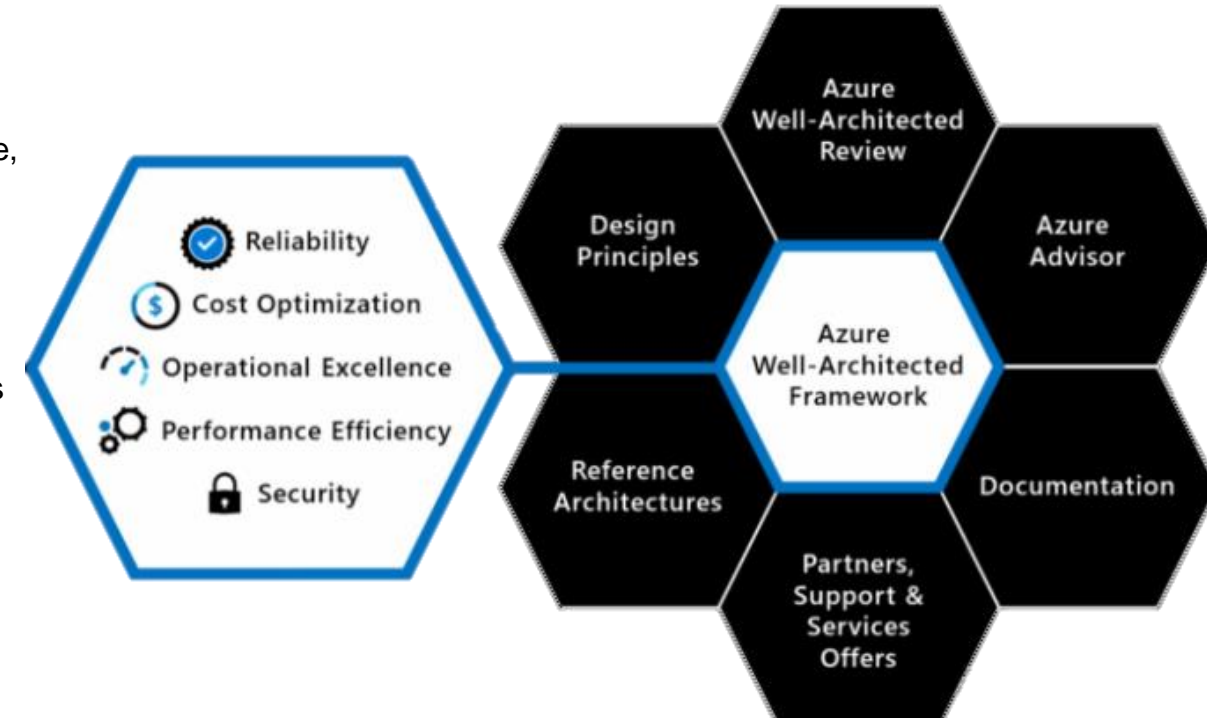 e,
s
Reliability
$
Cost Optimization
Operational Excellence
Performance Efficiency
Security
Azure
Well-Architected
Review
Design
Principles
Azure
Advisor
Azure
Well-Architected
Framework
Reference
Architectures
Documentation
Partners,
Support &
Services
Offers